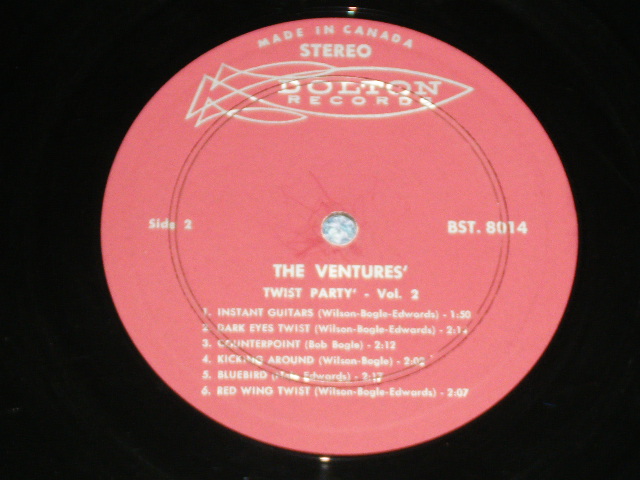 MADE IN CANADA
STEREO
DOLTON
RECORDS
Side 2
BST. 8014
THE VENTURES'
TWIST PARTY' - Vol. 2
1. INSTANT GUITARS (Wilson-Bogle-Edwards) - 1:50
2. DARK EYES TWIST (Wilson-Bogle-Edwards) - 2:14
3. COUNTERPOINT (Bob Bogle) - 2:12
4. KICKING AROUND (Wilson-Bogle) - 2:02
5. BLUEBIRD (Edwards) - 2:17
6. RED WING TWIST (Wilson-Bogle-Edwards) - 2:07